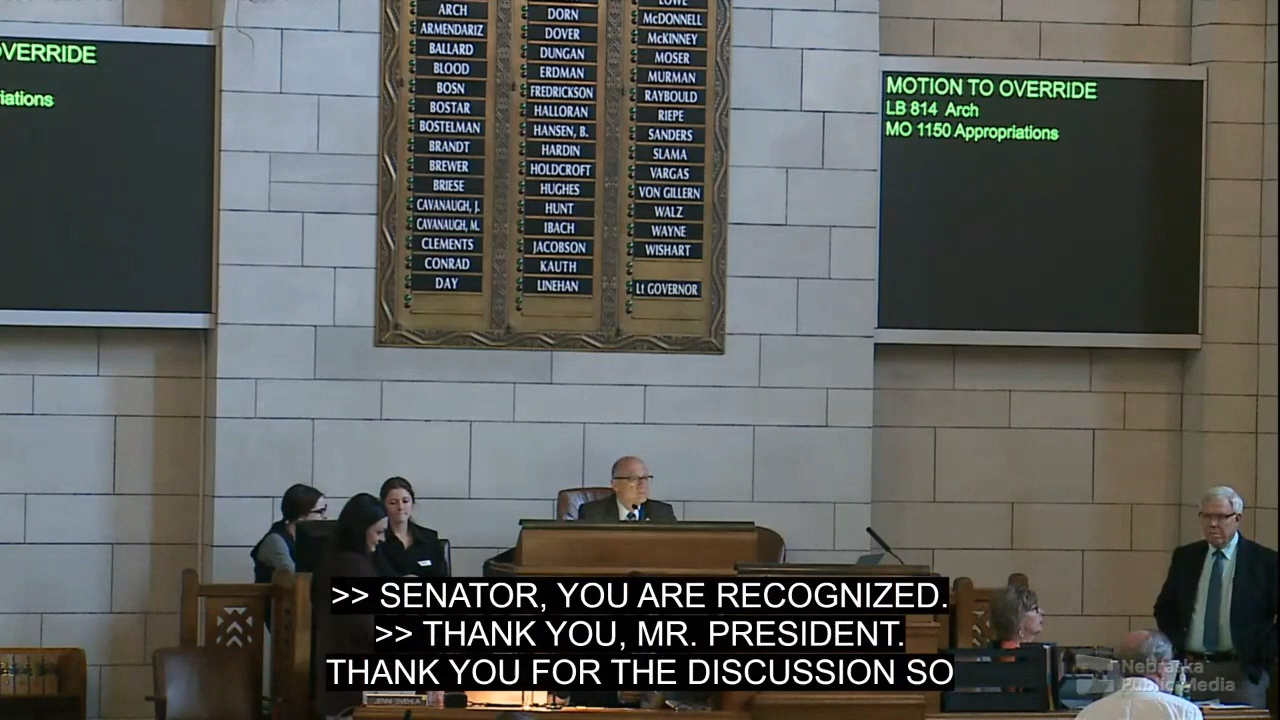 VERRIDE
iations
ARCH
ARMENDARIZ
BALLARD
BLOOD
BOSN
BOSTAR
BOSTELMAN
BRANDT
BREWER
BRIESE
CAVANAUGH, J.
CAVANAUGH, M.
CLEMENTS
CONRAD
DAY
DORN
DOVER
DUNGAN
ERDMAN
FREDRICKSON
HALLORAN
HANSEN, B.
HARDIN
HOLDCROFT
HUGHES
HUNT
IBACH
JACOBSON
KAUTH
LINEHAN
LOWE
McDONNELL
McKINNEY
MOSER
MURMAN
RAYBOULD
RIEPE
SANDERS
SLAMA
VARGAS
VON GILLERN
WALZ
WAYNE
WISHART
Lt GOVERNOR
MOTION TO OVERRIDE
LB 814 Arch
MO 1150 Appropriations
>> SENATOR, YOU ARE RECOGNIZED.
>> THANK YOU, MR. PRESIDENT.
THANK YOU FOR THE DISCUSSION SO
Nebraska
Public Media